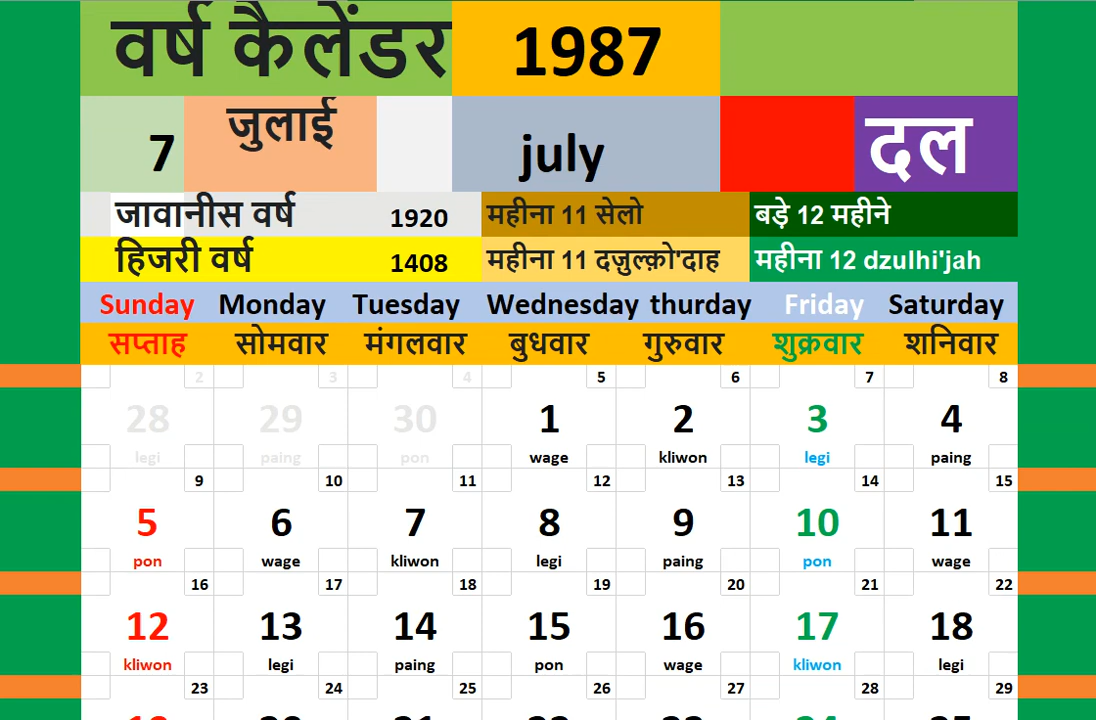 वर्ष कैलेंडर 1987
7 जुलाई july दल
जावानीस वर्ष 1920 महीना 11 सेलो बड़े 12 महीने
हिजरी वर्ष 1408 महीना 11 दज़ुल्क़ो'दाह महीना 12 dzulhi'jah
Sunday Monday Tuesday Wednesday thurday Friday Saturday
सप्ताह सोमवार मंगलवार बुधवार गुरुवार शुक्रवार शनिवार
2 3 4 5 6 7 8
28 29 30 1 2 3 4
legi paing pon wage kliwon legi paing
9 10 11 12 13 14 15
5 6 7 8 9 10 11
pon wage kliwon legi paing pon wage
16 17 18 19 20 21 22
12 13 14 15 16 17 18
kliwon legi paing pon wage kliwon legi
23 24 25 26 27 28 29